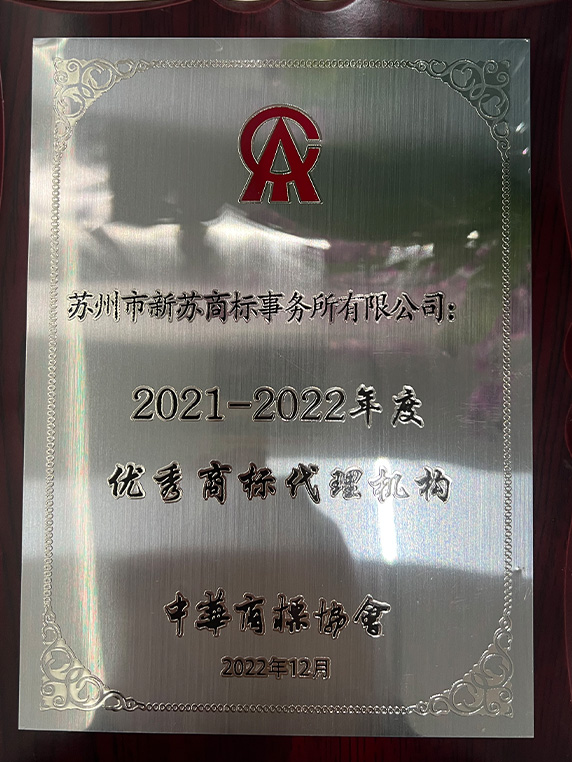 苏州市新苏商标事务所有限公司：
2021-2022年度
优秀商标代理机构
中華商標協會
2022年12月